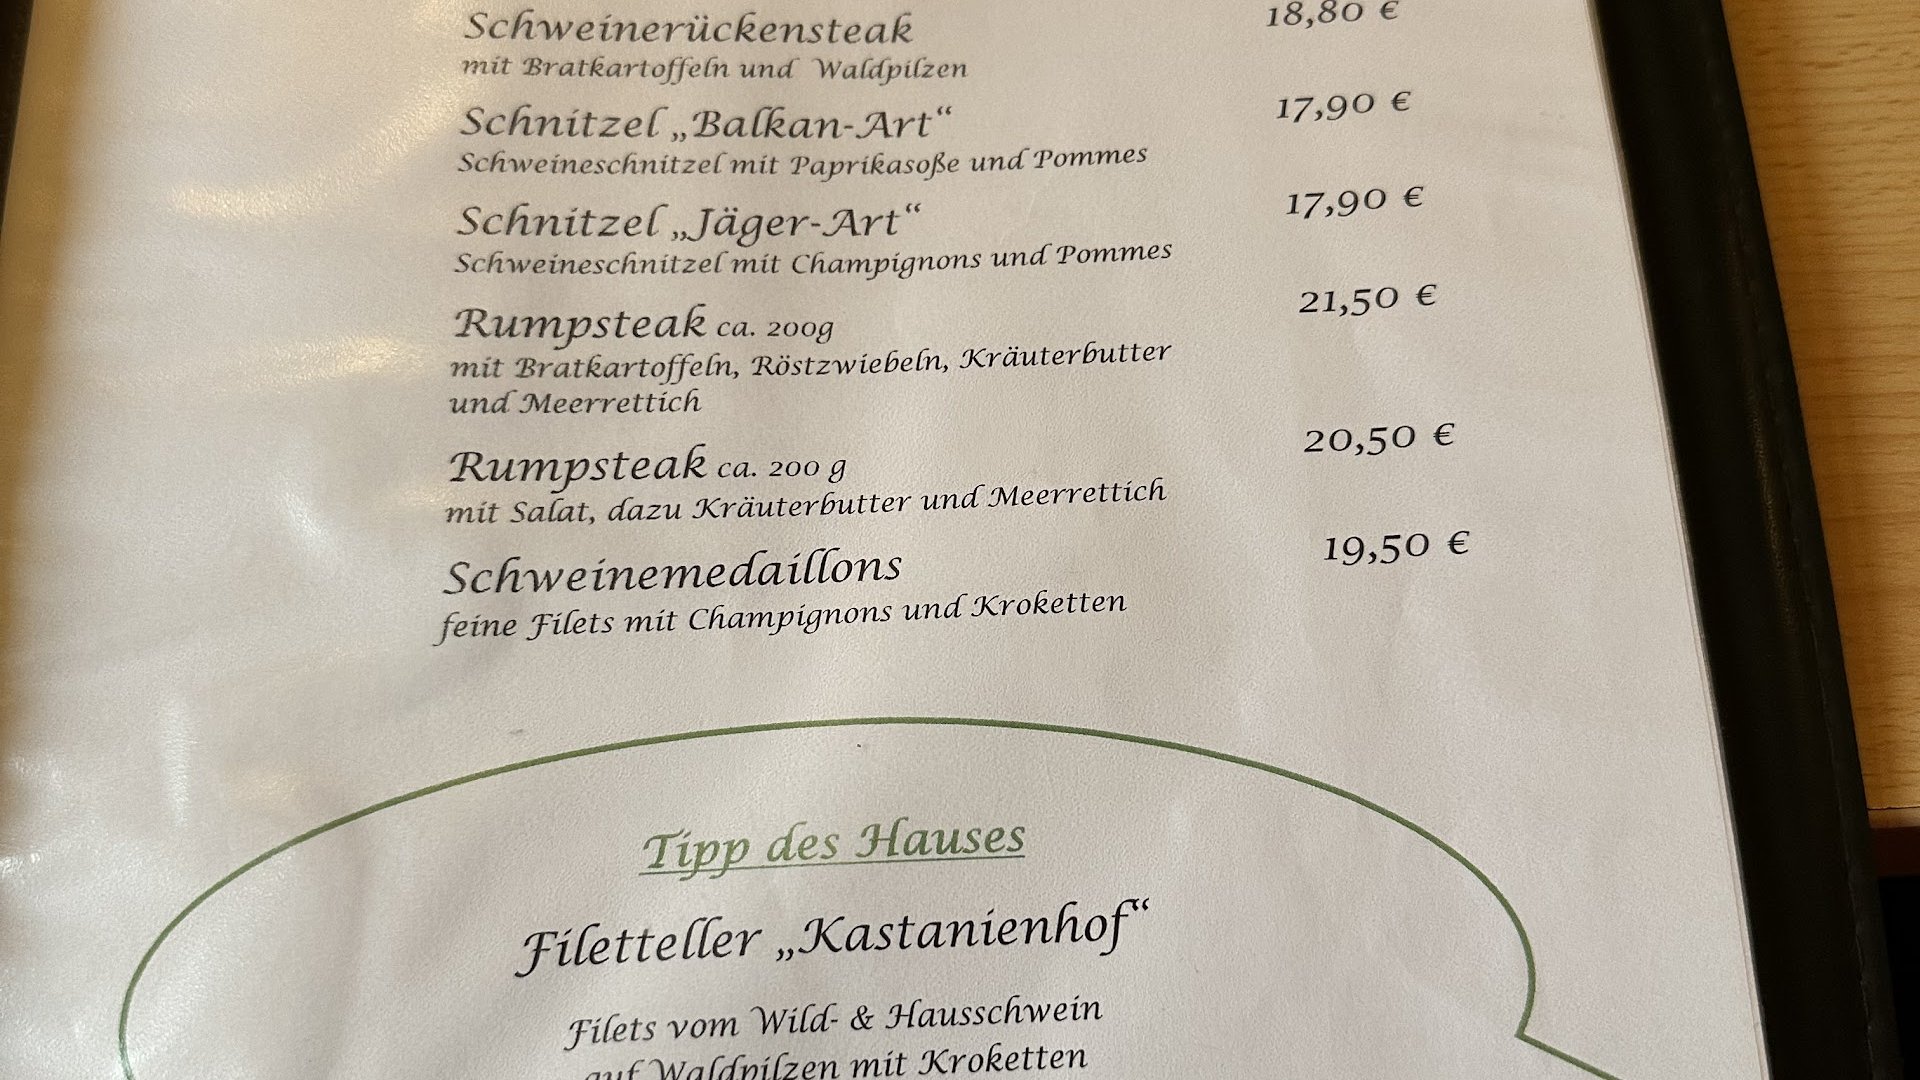 Schweinerückensteak 18,80 €
mit Bratkartoffeln und Waldpilzen
Schnitzel „Balkan-Art“ 17,90 €
Schweineschnitzel mit Paprikasoße und Pommes
Schnitzel „Jäger-Art“ 17,90 €
Schweineschnitzel mit Champignons und Pommes
Rumpsteak ca. 200g 21,50 €
mit Bratkartoffeln, Röstzwiebeln, Kräuterbutter
und Meerrettich
Rumpsteak ca. 200 g 20,50 €
mit Salat, dazu Kräuterbutter und Meerrettich
Schweinemedaillons 19,50 €
feine Filets mit Champignons und Kroketten
Tipp des Hauses
Filetteller „Kastanienhof“
Filets vom Wild- & Hausschwein
auf Waldpilzen mit Kroketten